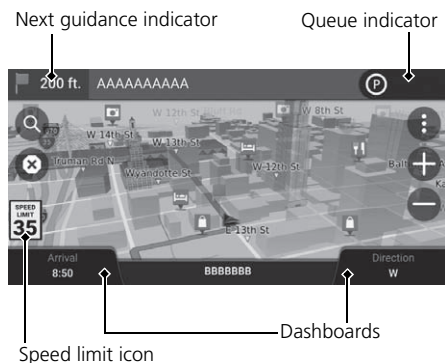 Next guidance indicator
Queue indicator
200 ft.
AAAAAAAAAA
P
W 12th St
W 8th St
W 14th St
W 13th St
Truman Rd N
Wyandotte St
W 12th St
E 13th St
SPEED
LIMIT
35
Arrival
8:50
BBBBBBB
Direction
W
Dashboards
Speed limit icon